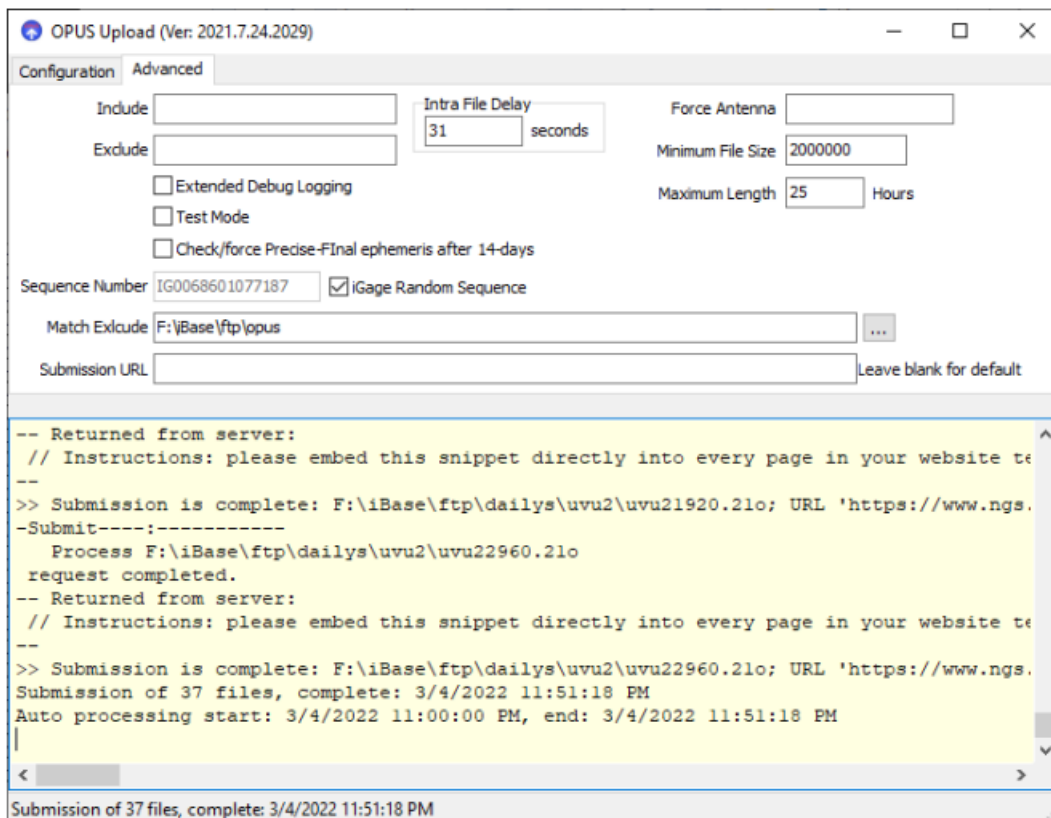 OPUS Upload (Ver: 2021.7.24.2029)
Configuration Advanced
Include Intra File Delay Force Antenna
31 seconds
Exclude Minimum File Size 2000000
Extended Debug Logging Maximum Length 25 Hours
Test Mode
Check/force Precise-FInal ephemeris after 14-days
Sequence Number IG0068601077187 iGage Random Sequence
Match Exlcude F:\iBase\ftp\opus ...
Submission URL Leave blank for default
-- Returned from server:
// Instructions: please embed this snippet directly into every page in your website te
--
>> Submission is complete: F:\iBase\ftp\dailys\uvu2\uvu21920.21o; URL 'https://www.ngs.
-Submit----:-----------
Process F:\iBase\ftp\dailys\uvu2\uvu22960.21o
request completed.
-- Returned from server:
// Instructions: please embed this snippet directly into every page in your website te
--
>> Submission is complete: F:\iBase\ftp\dailys\uvu2\uvu22960.21o; URL 'https://www.ngs.
Submission of 37 files, complete: 3/4/2022 11:51:18 PM
Auto processing start: 3/4/2022 11:00:00 PM, end: 3/4/2022 11:51:18 PM
Submission of 37 files, complete: 3/4/2022 11:51:18 PM